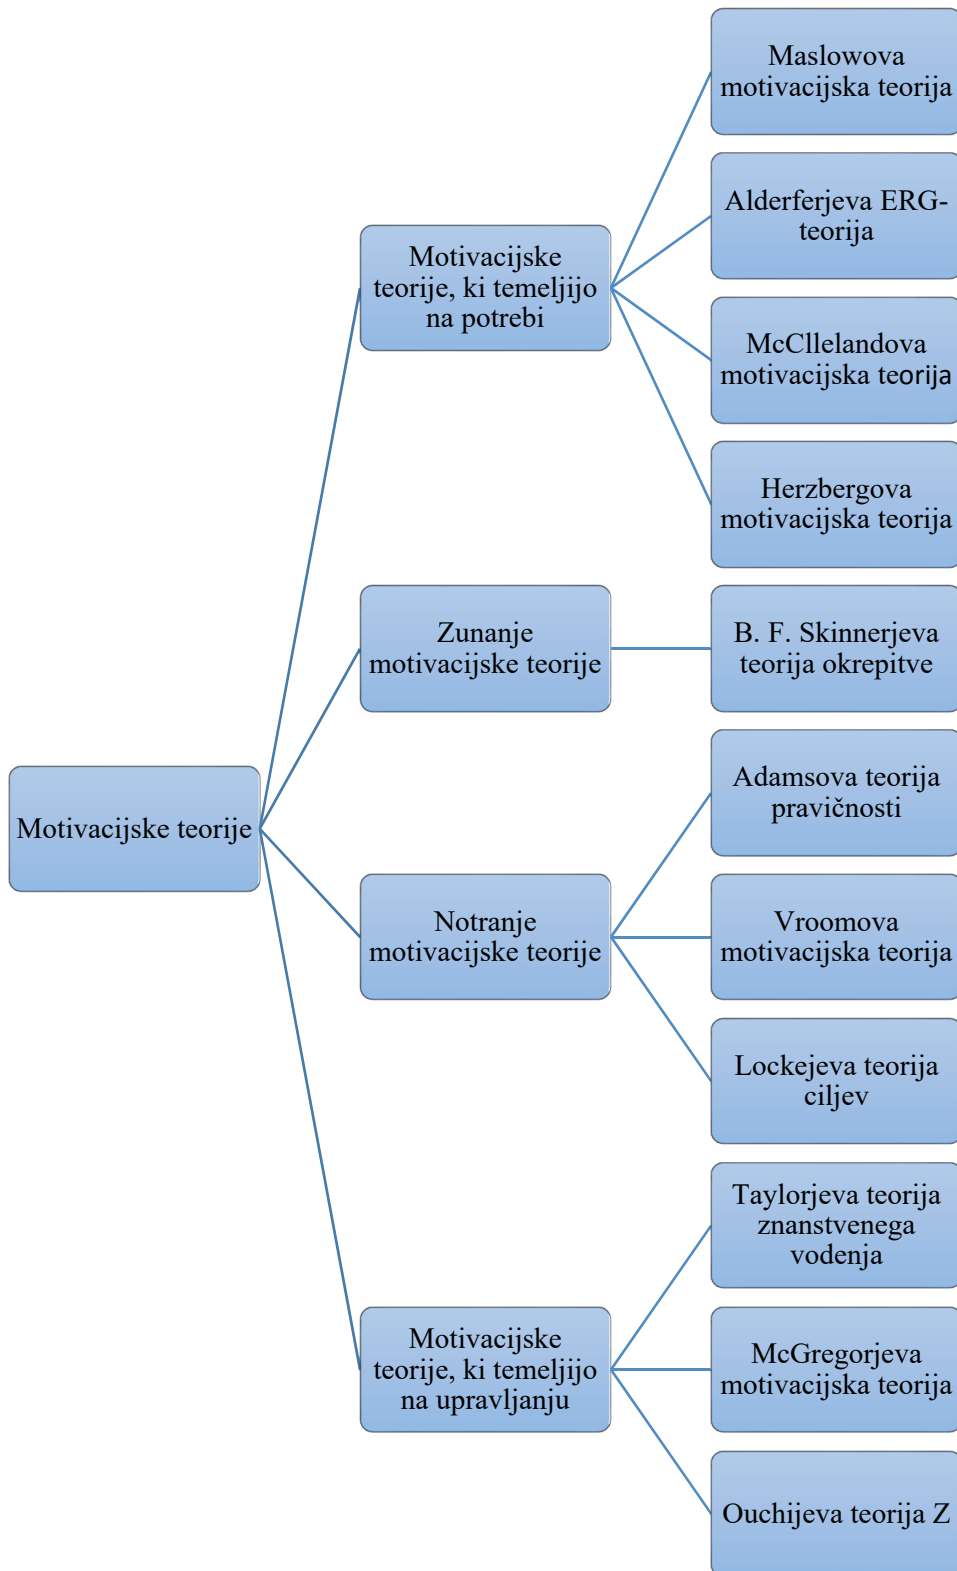 Motivacijske teorije
Motivacijske
teorije, ki temeljijo
na potrebi
Maslowova
motivacijska teorija
Alderferjeva ERG-
teorija
McCllelandova
motivacijska teorija
Herzbergova
motivacijska teorija
Zunanje
motivacijske teorije
B. F. Skinnerjeva
teorija okrepitve
Notranje
motivacijske teorije
Adamsova teorija
pravičnosti
Vroomova
motivacijska teorija
Lockejeva teorija
ciljev
Motivacijske
teorije, ki temeljijo
na upravljanju
Taylorjeva teorija
znanstvenega
vodenja
McGregorjeva
motivacijska teorija
Ouchijeva teorija Z